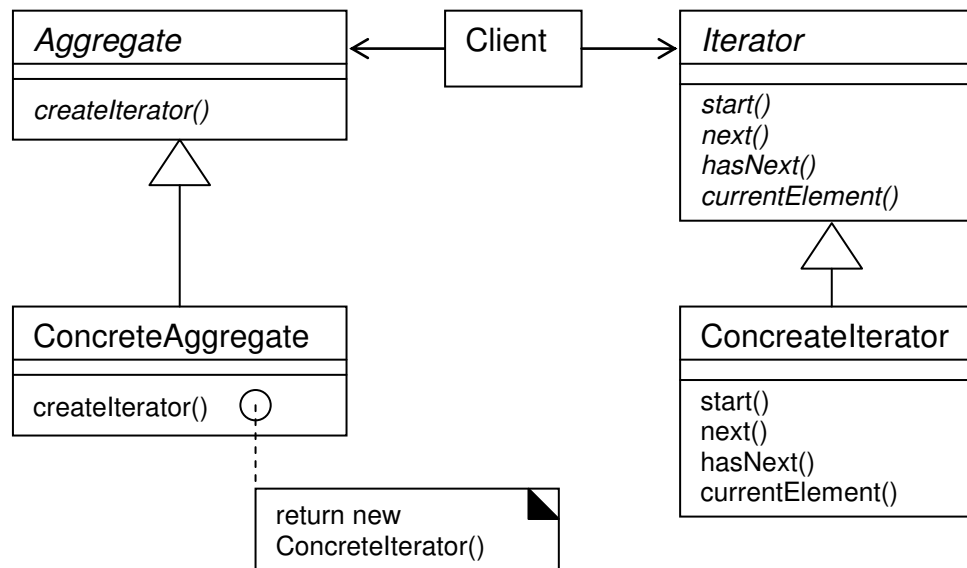 Aggregate
createIterator()
Client
Iterator
start()
next()
hasNext()
currentElement()
ConcreteAggregate
createIterator()
return new
ConcreteIterator()
ConcreateIterator
start()
next()
hasNext()
currentElement()